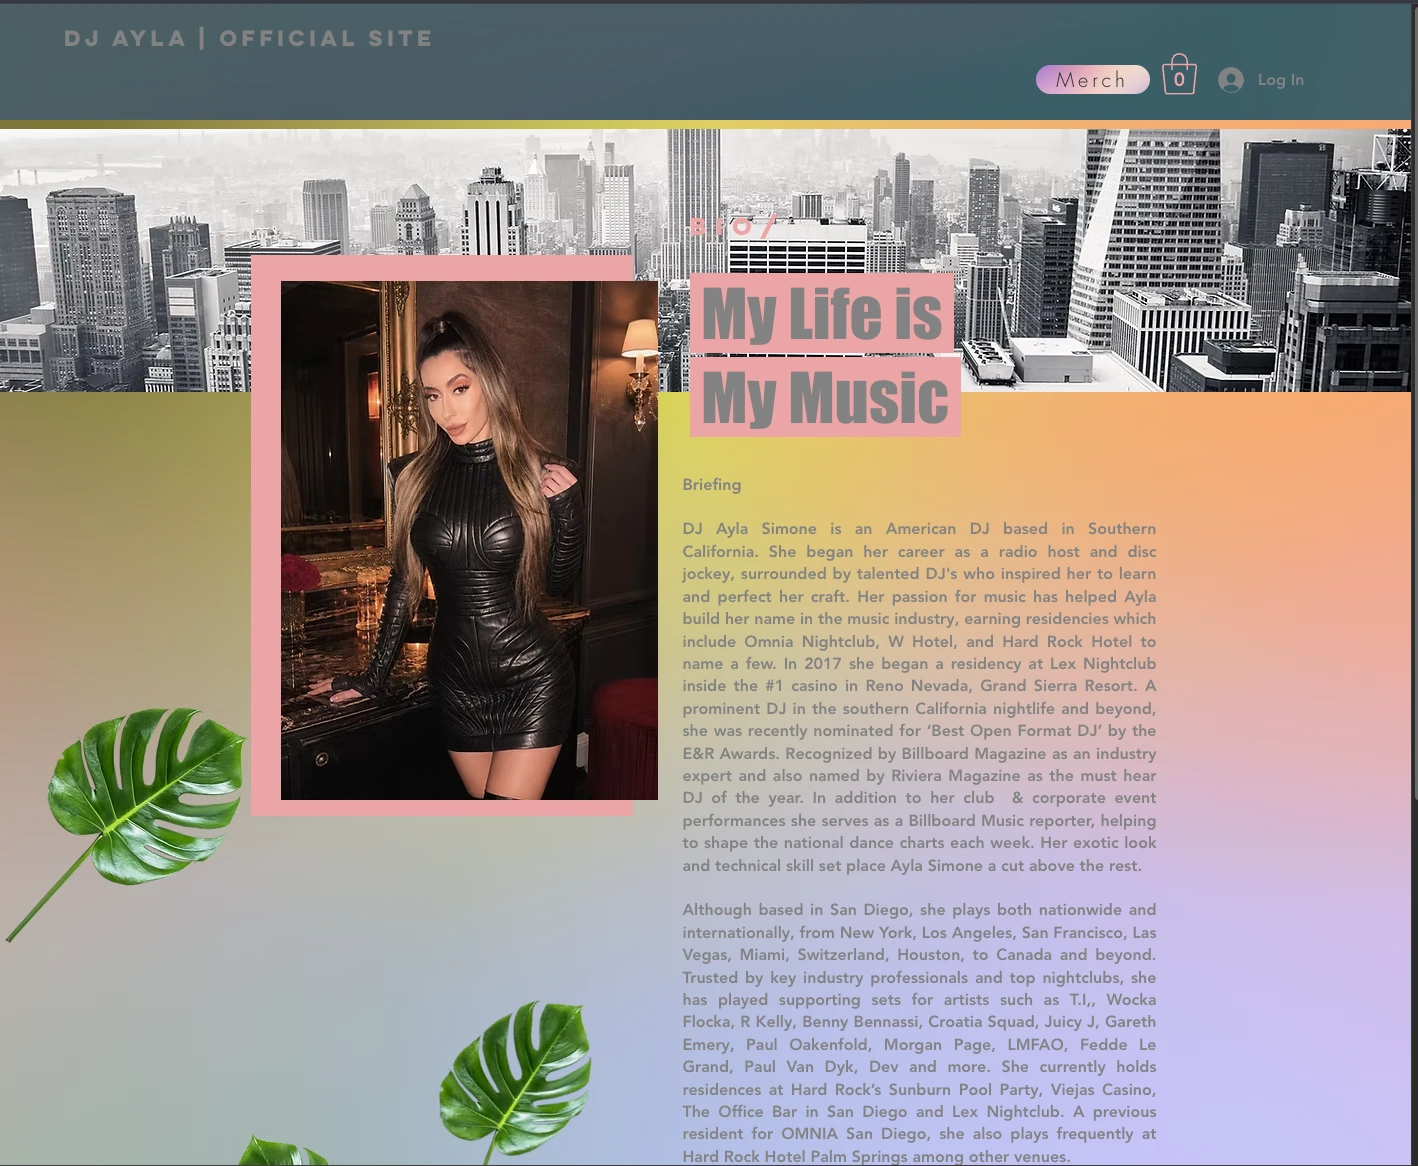 DJ AYLA | OFFICIAL SITE
Merch
0
Log In
BIO/
My Life is
My Music
Briefing
DJ Ayla Simone is an American DJ based in Southern
California. She began her career as a radio host and disc
jockey, surrounded by talented DJ's who inspired her to learn
and perfect her craft. Her passion for music has helped Ayla
build her name in the music industry, earning residencies which
include Omnia Nightclub, W Hotel, and Hard Rock Hotel to
name a few. In 2017 she began a residency at Lex Nightclub
inside the #1 casino in Reno Nevada, Grand Sierra Resort. A
prominent DJ in the southern California nightlife and beyond,
she was recently nominated for ‘Best Open Format DJ’ by the
E&R Awards. Recognized by Billboard Magazine as an industry
expert and also named by Riviera Magazine as the must hear
DJ of the year. In addition to her club & corporate event
performances she serves as a Billboard Music reporter, helping
to shape the national dance charts each week. Her exotic look
and technical skill set place Ayla Simone a cut above the rest.
Although based in San Diego, she plays both nationwide and
internationally, from New York, Los Angeles, San Francisco, Las
Vegas, Miami, Switzerland, Houston, to Canada and beyond.
Trusted by key industry professionals and top nightclubs, she
has played supporting sets for artists such as T.I,, Wocka
Flocka, R Kelly, Benny Bennassi, Croatia Squad, Juicy J, Gareth
Emery, Paul Oakenfold, Morgan Page, LMFAO, Fedde Le
Grand, Paul Van Dyk, Dev and more. She currently holds
residences at Hard Rock’s Sunburn Pool Party, Viejas Casino,
The Office Bar in San Diego and Lex Nightclub. A previous
resident for OMNIA San Diego, she also plays frequently at
Hard Rock Hotel Palm Springs among other venues.